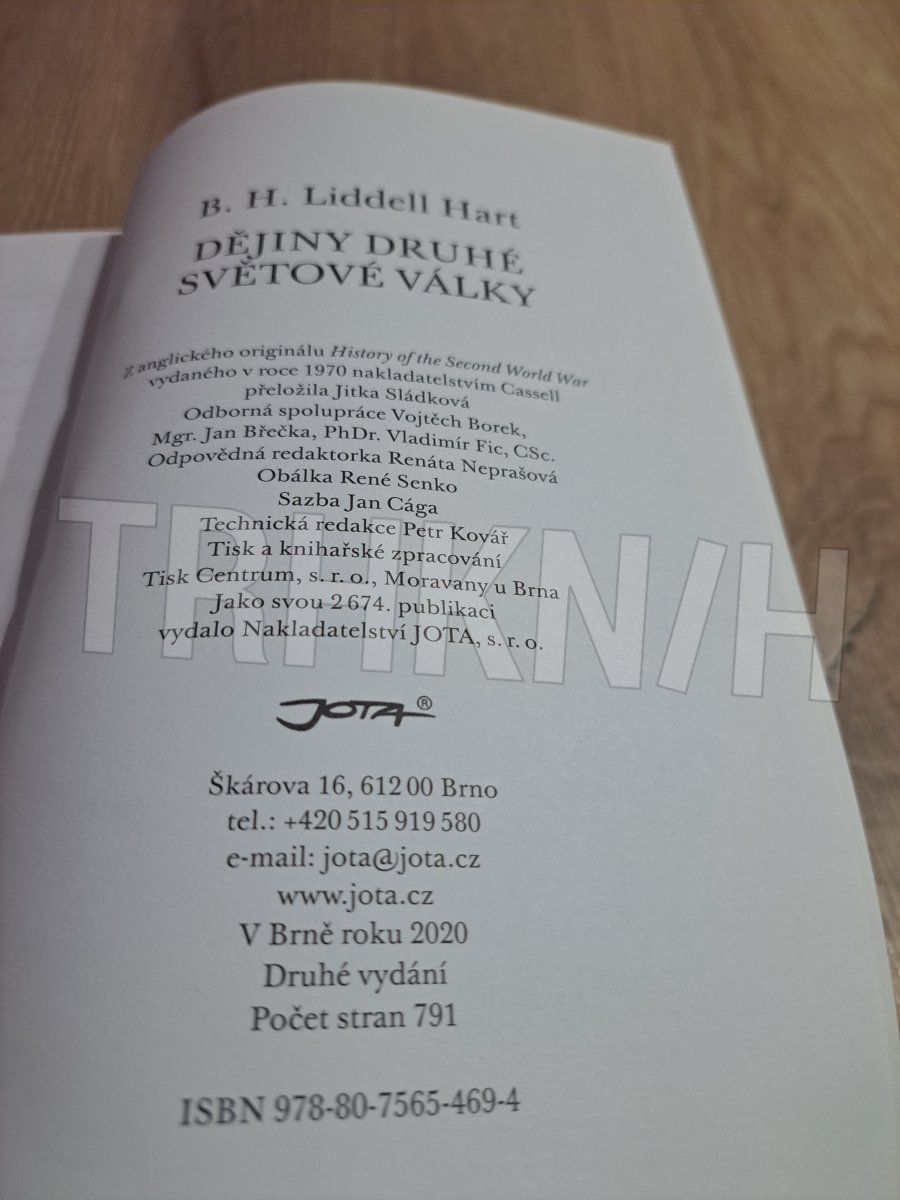 B. H. Liddell Hart
DĚJINY DRUHÉ
SVĚTOVÉ VÁLKY
Z anglického originálu History of the Second World War
vydaného v roce 1970 nakladatelstvím Cassell
přeložila Jitka Sládková
Odborná spolupráce Vojtěch Borek,
Mgr. Jan Břečka, PhDr. Vladimír Fic, CSc.
Odpovědná redaktorka Renáta Neprašová
Obálka René Senko
Sazba Jan Cága
Technická redakce Petr Kovář
Tisk a knihařské zpracování
Tisk Centrum, s. r. o., Moravany u Brna
Jako svou 2 674. publikaci
vydalo Nakladatelství JOTA, s. r. o.
TRHKN/H
JOTA®
Škárova 16, 612 00 Brno
tel.: +420 515 919 580
e-mail: jota@jota.cz
www.jota.cz
V Brně roku 2020
Druhé vydání
Počet stran 791
ISBN 978-80-7565-469-4